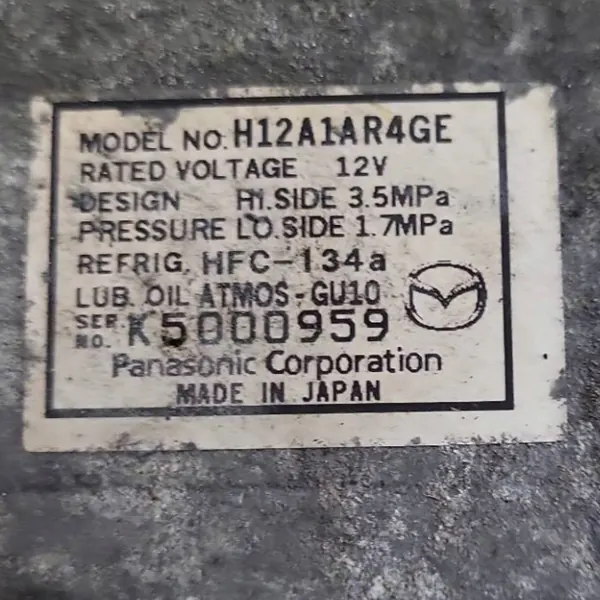 MODEL NO. H12A1AR4GE
RATED VOLTAGE 12V
DESIGN HI.SIDE 3.5MPa
PRESSURE LO.SIDE 1.7MPa
REFRIG. HFC-134a
LUB. OIL ATMOS-GU10
SER. NO. K5000959
Panasonic Corporation
MADE IN JAPAN